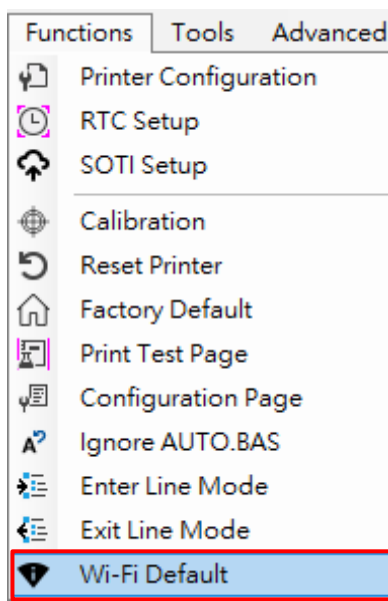 Functions Tools Advanced
Printer Configuration
RTC Setup
SOTI Setup
Calibration
Reset Printer
Factory Default
Print Test Page
Configuration Page
Ignore AUTO.BAS
Enter Line Mode
Exit Line Mode
Wi-Fi Default